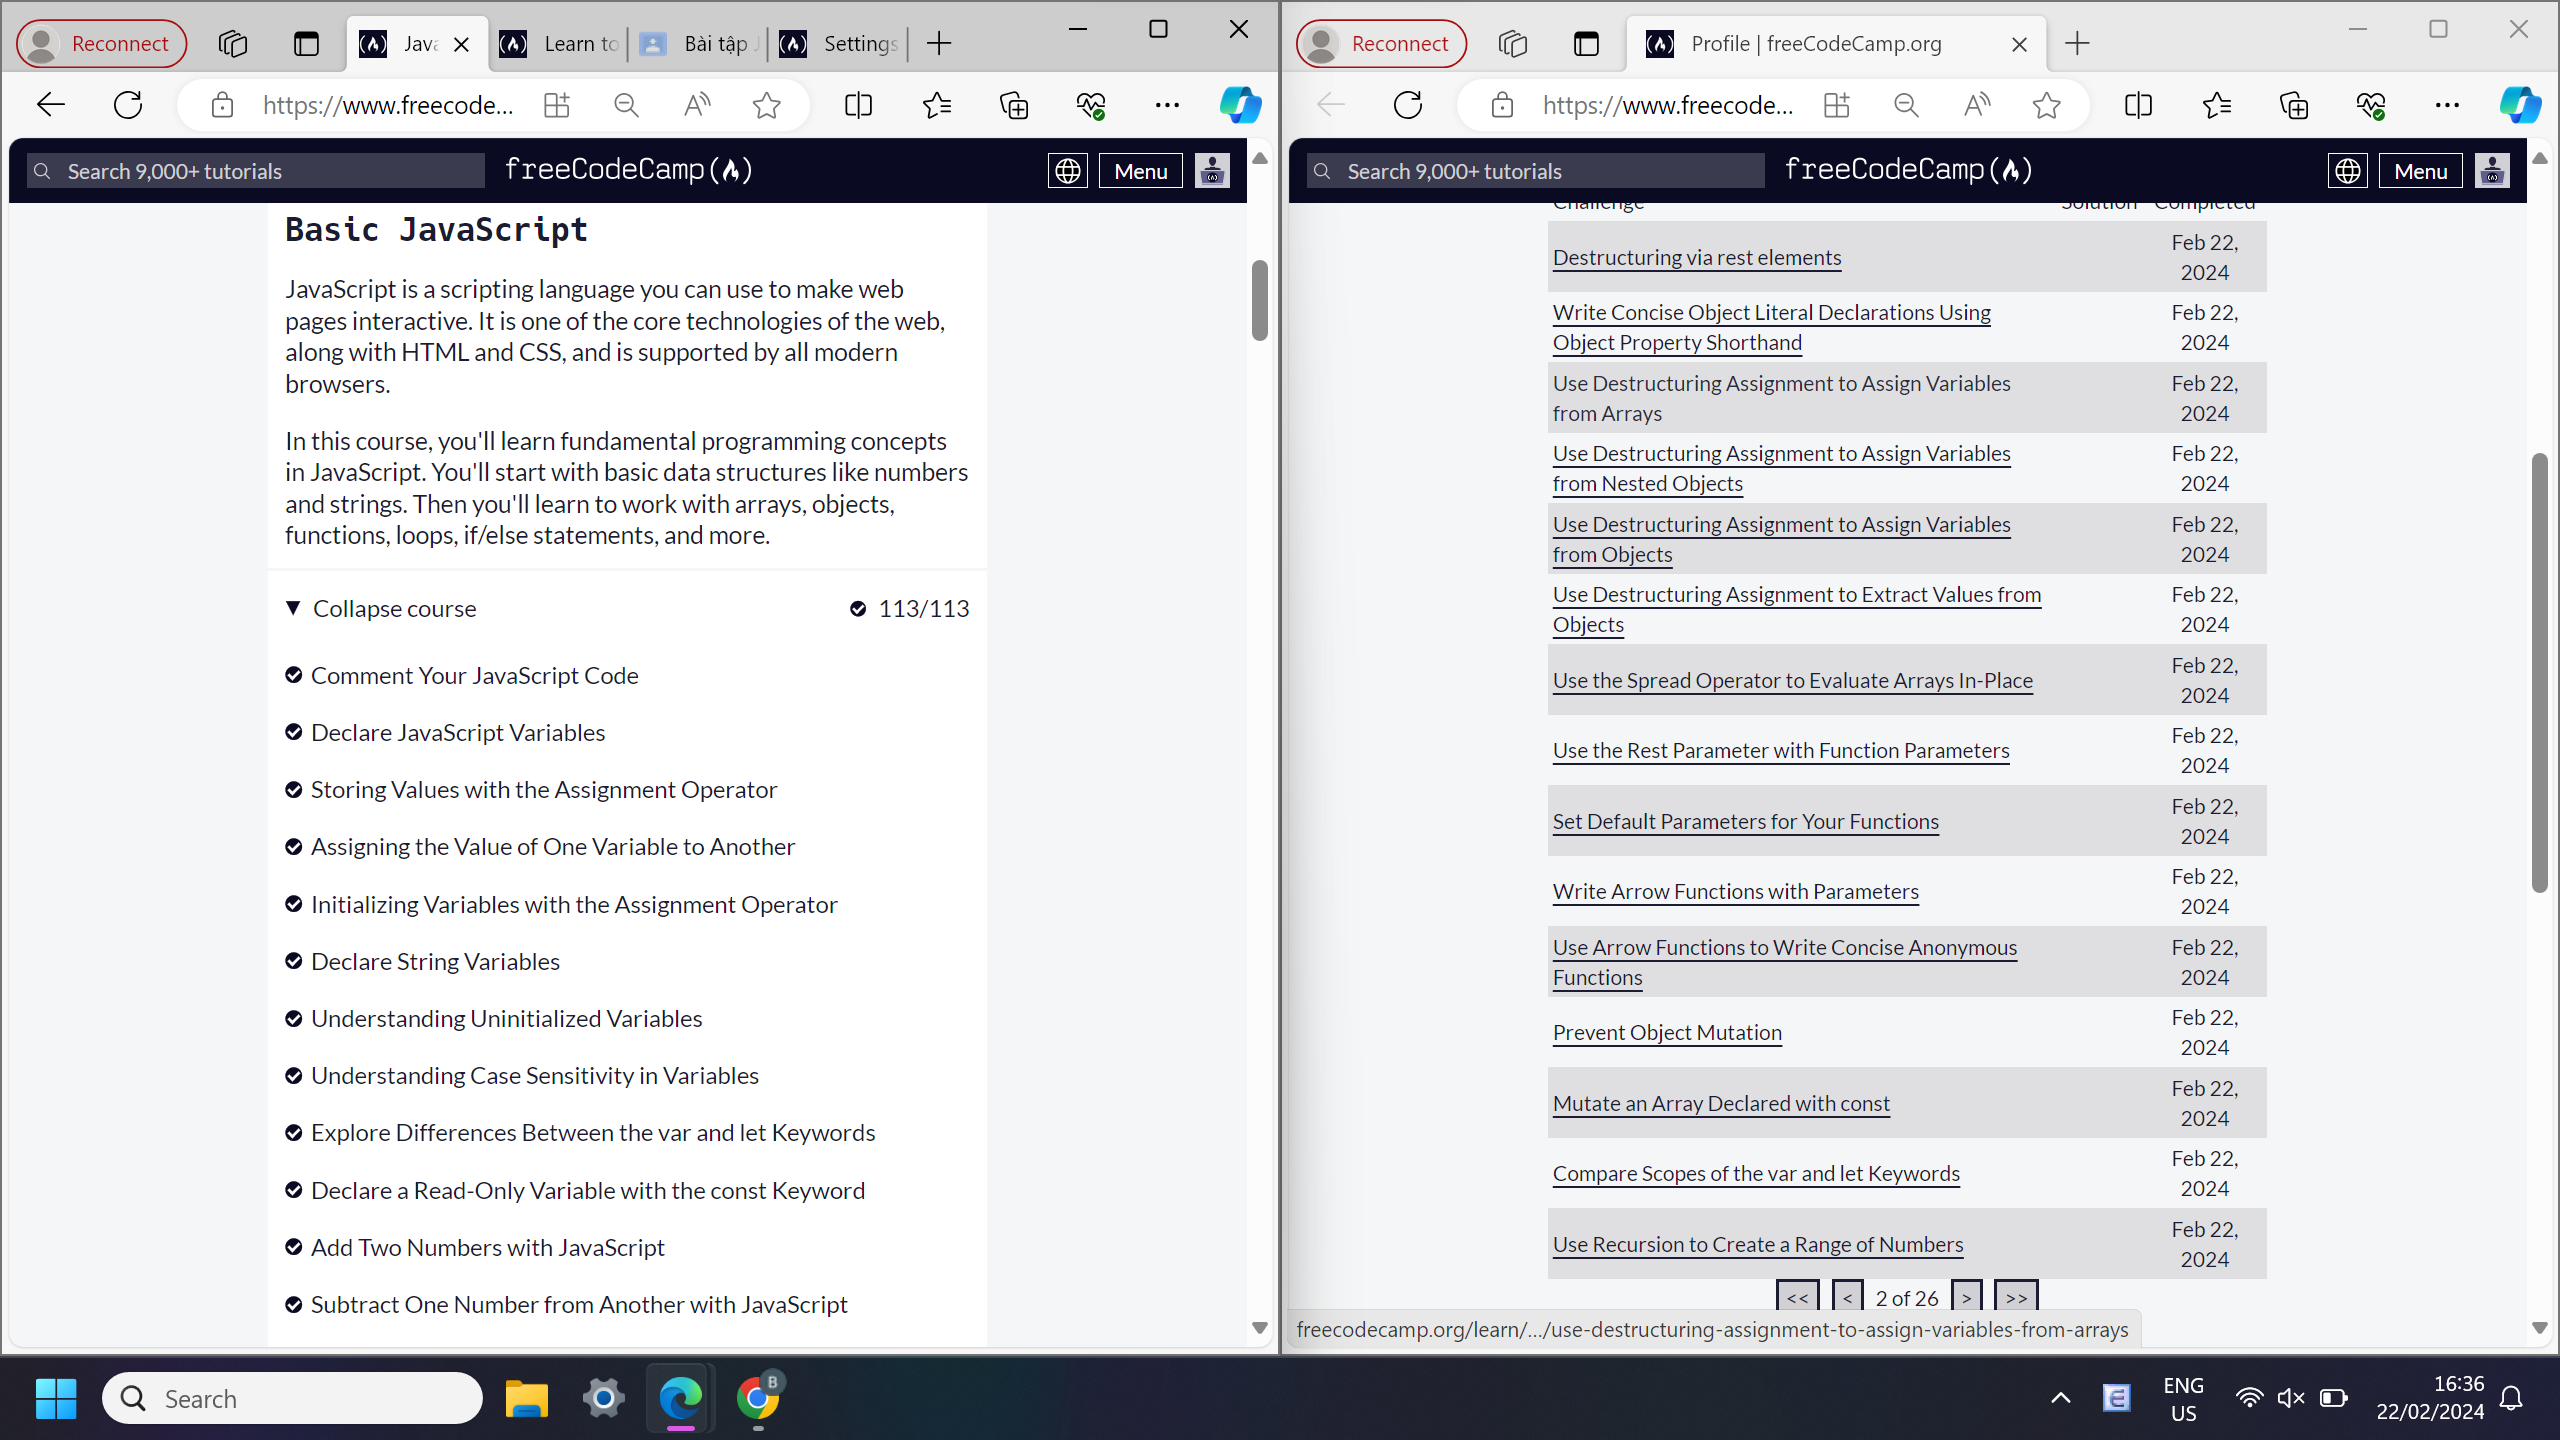 Reconnect
Java
Learn to
Bài tập J
Settings
https://www.freecode...
Search 9,000+ tutorials
freeCodeCamp
Menu
Basic JavaScript
JavaScript is a scripting language you can use to make web
pages interactive. It is one of the core technologies of the web,
along with HTML and CSS, and is supported by all modern
browsers.
In this course, you'll learn fundamental programming concepts
in JavaScript. You'll start with basic data structures like numbers
and strings. Then you'll learn to work with arrays, objects,
functions, loops, if/else statements, and more.
Collapse course
113/113
Comment Your JavaScript Code
Declare JavaScript Variables
Storing Values with the Assignment Operator
Assigning the Value of One Variable to Another
Initializing Variables with the Assignment Operator
Declare String Variables
Understanding Uninitialized Variables
Understanding Case Sensitivity in Variables
Explore Differences Between the var and let Keywords
Declare a Read-Only Variable with the const Keyword
Add Two Numbers with JavaScript
Subtract One Number from Another with JavaScript
Reconnect
Profile | freeCodeCamp.org
https://www.freecode...
Search 9,000+ tutorials
freeCodeCamp
Menu
Challenge Solution Completed
Destructuring via rest elements
Feb 22,
2024
Write Concise Object Literal Declarations Using
Object Property Shorthand
Feb 22,
2024
Use Destructuring Assignment to Assign Variables
from Arrays
Feb 22,
2024
Use Destructuring Assignment to Assign Variables
from Nested Objects
Feb 22,
2024
Use Destructuring Assignment to Assign Variables
from Objects
Feb 22,
2024
Use Destructuring Assignment to Extract Values from
Objects
Feb 22,
2024
Use the Spread Operator to Evaluate Arrays In-Place
Feb 22,
2024
Use the Rest Parameter with Function Parameters
Feb 22,
2024
Set Default Parameters for Your Functions
Feb 22,
2024
Write Arrow Functions with Parameters
Feb 22,
2024
Use Arrow Functions to Write Concise Anonymous
Functions
Feb 22,
2024
Prevent Object Mutation
Feb 22,
2024
Mutate an Array Declared with const
Feb 22,
2024
Compare Scopes of the var and let Keywords
Feb 22,
2024
Use Recursion to Create a Range of Numbers
Feb 22,
2024
<< < 2 of 26 > >>
freecodecamp.org/learn/.../use-destructuring-assignment-to-assign-variables-from-arrays
Search
B
ENG
US
16:36
22/02/2024